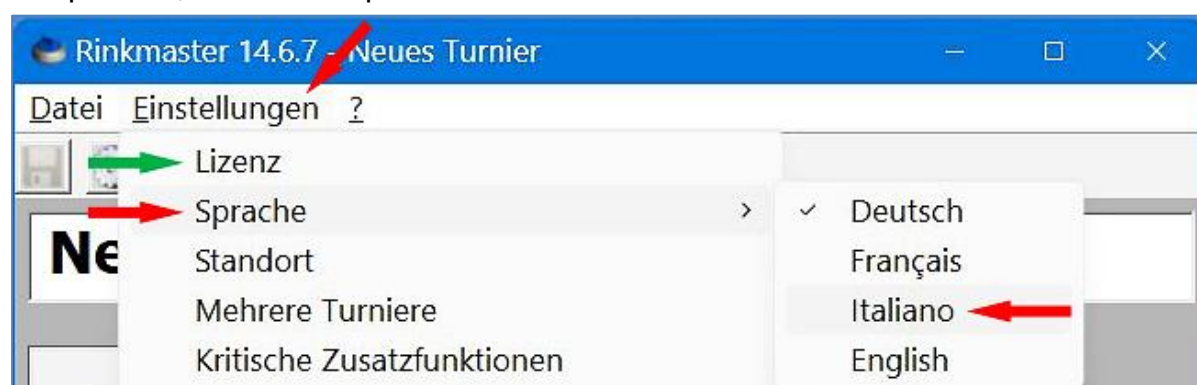 Rinkmaster 14.6.7 - Neues Turnier
Datei Einstellungen ?
Lizenz
Sprache > ✓ Deutsch
Ne Standort Français
Mehrere Turniere Italiano
Kritische Zusatzfunktionen English